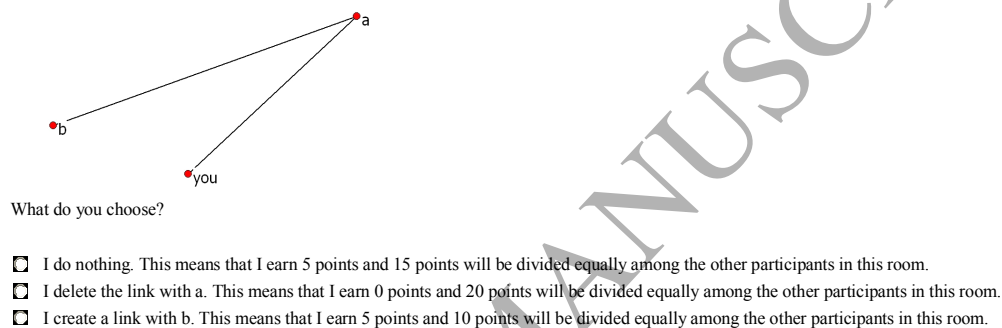 a
b
you
What do you choose?
I do nothing. This means that I earn 5 points and 15 points will be divided equally among the other participants in this room.
I delete the link with a. This means that I earn 0 points and 20 points will be divided equally among the other participants in this room.
I create a link with b. This means that I earn 5 points and 10 points will be divided equally among the other participants in this room.
MANUSC